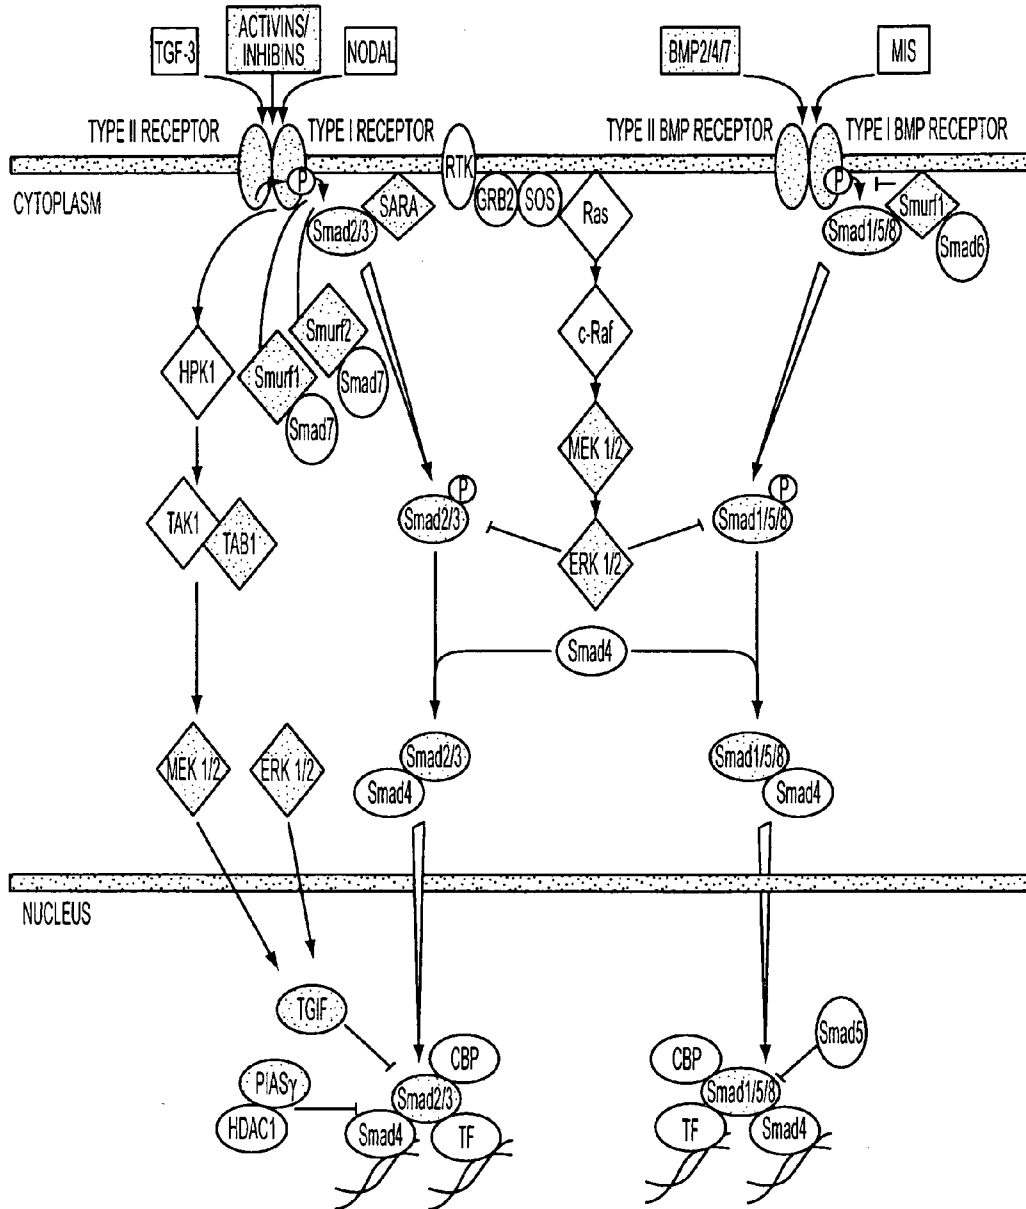 ACTIVINS/
INHIBINS
TGF-3
NODAL
BMP2/4/7
MIS
TYPE II RECEPTOR
TYPE I RECEPTOR
TYPE II BMP RECEPTOR
TYPE I BMP RECEPTOR
RTK
CYTOPLASM
P
SARA
GRB2
SOS
Ras
P
Smurf1
Smad2/3
Smad1/5/8
Smad6
Smurf2
c-Raf
HPK1
Smurf1
Smad7
Smad7
MEK 1/2
P
P
Smad2/3
Smad1/5/8
TAK1
TAB1
ERK 1/2
Smad4
Smad2/3
Smad1/5/8
MEK 1/2
ERK 1/2
Smad4
Smad4
NUCLEUS
TGIF
Smad5
CBP
CBP
PIASγ
Smad2/3
Smad1/5/8
HDAC1
Smad4
TF
TF
Smad4